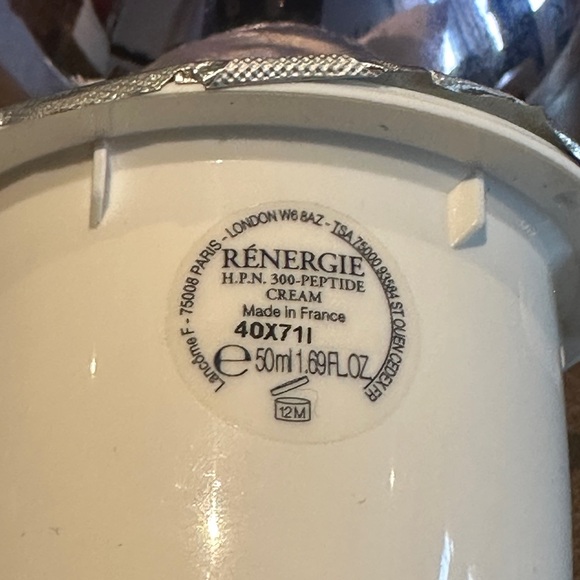 Lancôme F - 75008 PARIS - LONDON W6 8AZ - TSA 75000 93584 ST OUEN CEDEX, FR
RÉNERGIE
H.P.N. 300-PEPTIDE
CREAM
Made in France
40X71I
℮ 50ml 1.69FL.OZ.
12M